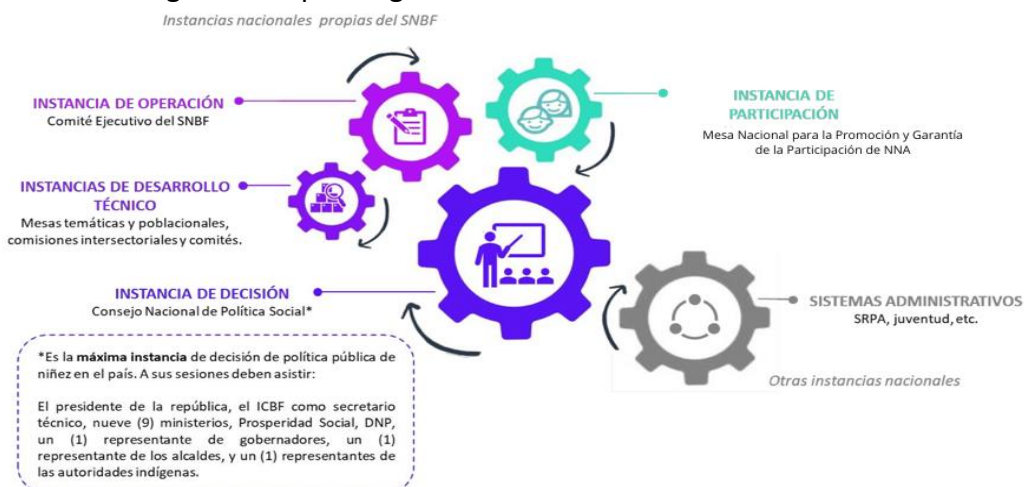 Instancias nacionales propias del SNBF
INSTANCIA DE OPERACIÓN
Comité Ejecutivo del SNBF
INSTANCIA DE
PARTICIPACIÓN
Mesa Nacional para la Promoción y Garantía
de la Participación de NNA
INSTANCIAS DE DESARROLLO
TÉCNICO
Mesas temáticas y poblacionales,
comisiones intersectoriales y comités.
INSTANCIA DE DECISIÓN
Consejo Nacional de Política Social*
SISTEMAS ADMINISTRATIVOS
SRPA, juventud, etc.
Otras instancias nacionales
*Es la máxima instancia de decisión de política pública de
niñez en el país. A sus sesiones deben asistir:
El presidente de la república, el ICBF como secretario
técnico, nueve (9) ministerios, Prosperidad Social, DNP,
un (1) representante de gobernadores, un (1)
representante de los alcaldes, y un (1) representantes de
las autoridades indígenas.